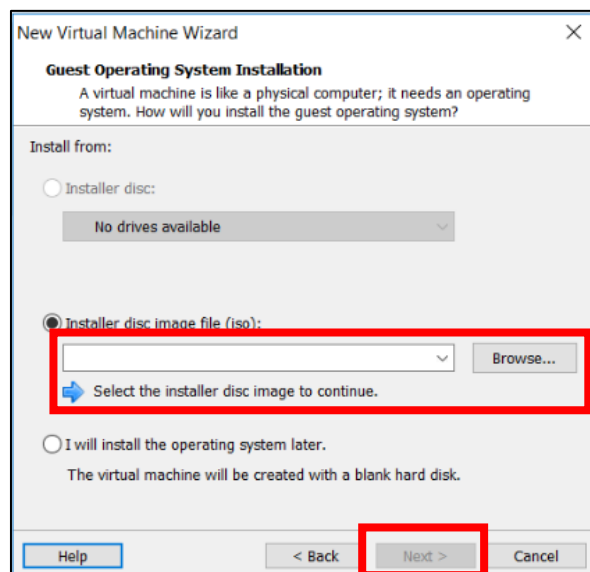 New Virtual Machine Wizard
Guest Operating System Installation
A virtual machine is like a physical computer; it needs an operating
system. How will you install the guest operating system?
Install from:
Installer disc:
No drives available
Installer disc image file (iso):
Browse...
Select the installer disc image to continue.
I will install the operating system later.
The virtual machine will be created with a blank hard disk.
Help
< Back
Next >
Cancel